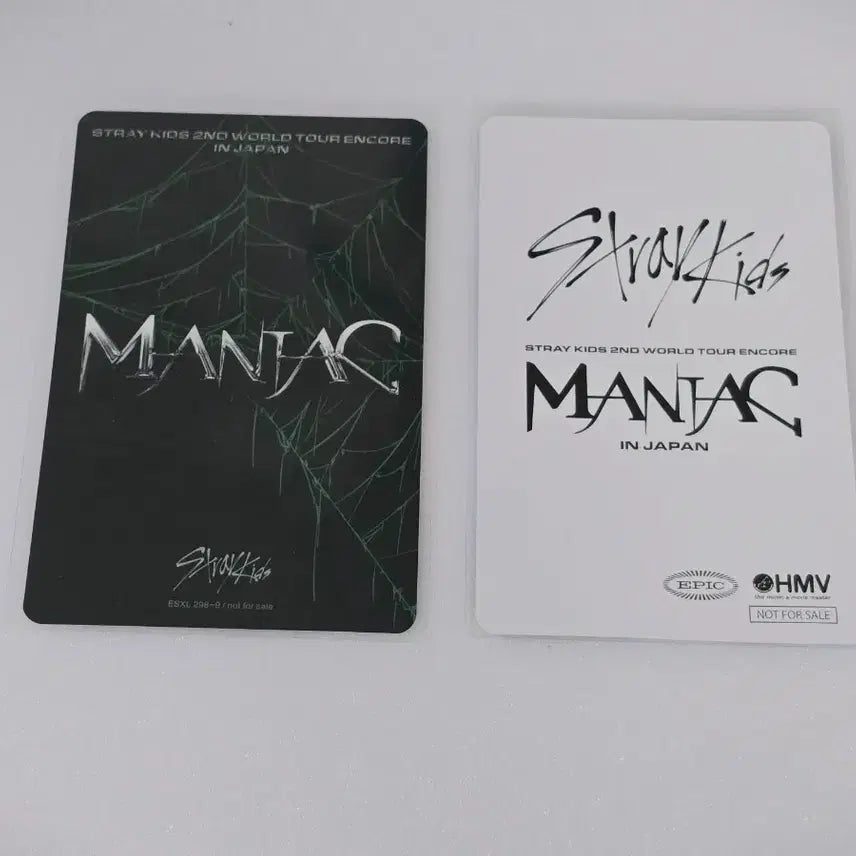 STRAY KIDS 2ND WORLD TOUR ENCORE
IN JAPAN
MANIAC
Stray Kids
ESXL 298~9 / not for sale
Stray Kids
STRAY KIDS 2ND WORLD TOUR ENCORE
MANIAC
IN JAPAN
EPIC
HMV
the music & movie master
NOT FOR SALE